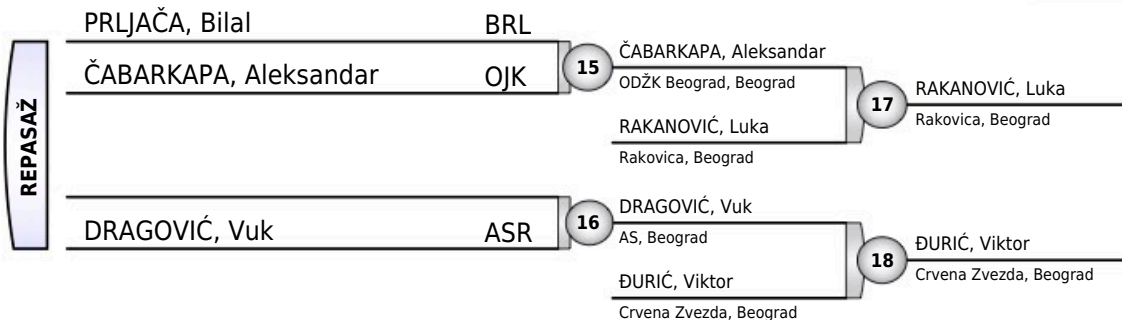 REPASAŽ
PRLJAČA, Bilal BRL
ČABARKAPA, Aleksandar OJK
15
ČABARKAPA, Aleksandar
ODŽK Beograd, Beograd
RAKANOVIĆ, Luka
Rakovica, Beograd
17
RAKANOVIĆ, Luka
Rakovica, Beograd
DRAGOVIĆ, Vuk ASR
16
DRAGOVIĆ, Vuk
AS, Beograd
ĐURIĆ, Viktor
Crvena Zvezda, Beograd
18
ĐURIĆ, Viktor
Crvena Zvezda, Beograd